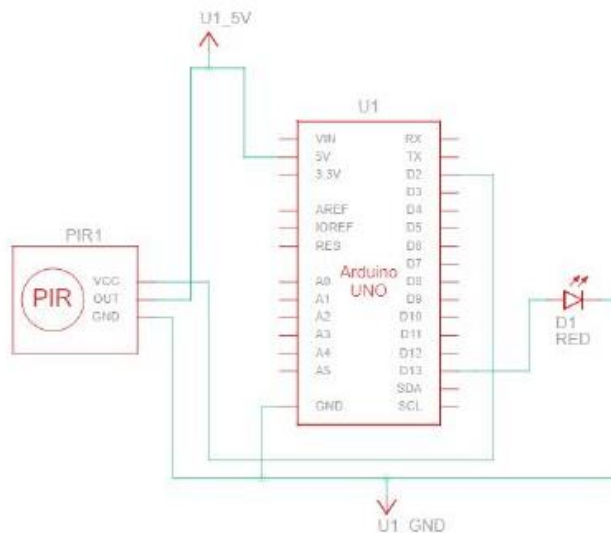 U1_5V
U1
VIN
5V
3.3V
AREF
IOREF
RES
A0
A1
A2
A3
A4
A5
GND
Arduino
UNO
RX
TX
D2
D3
D4
D5
D6
D7
D8
D9
D10
D11
D12
D13
SDA
SCL
PIR1
PIR
VCC
OUT
GND
D1
RED
U1_GND